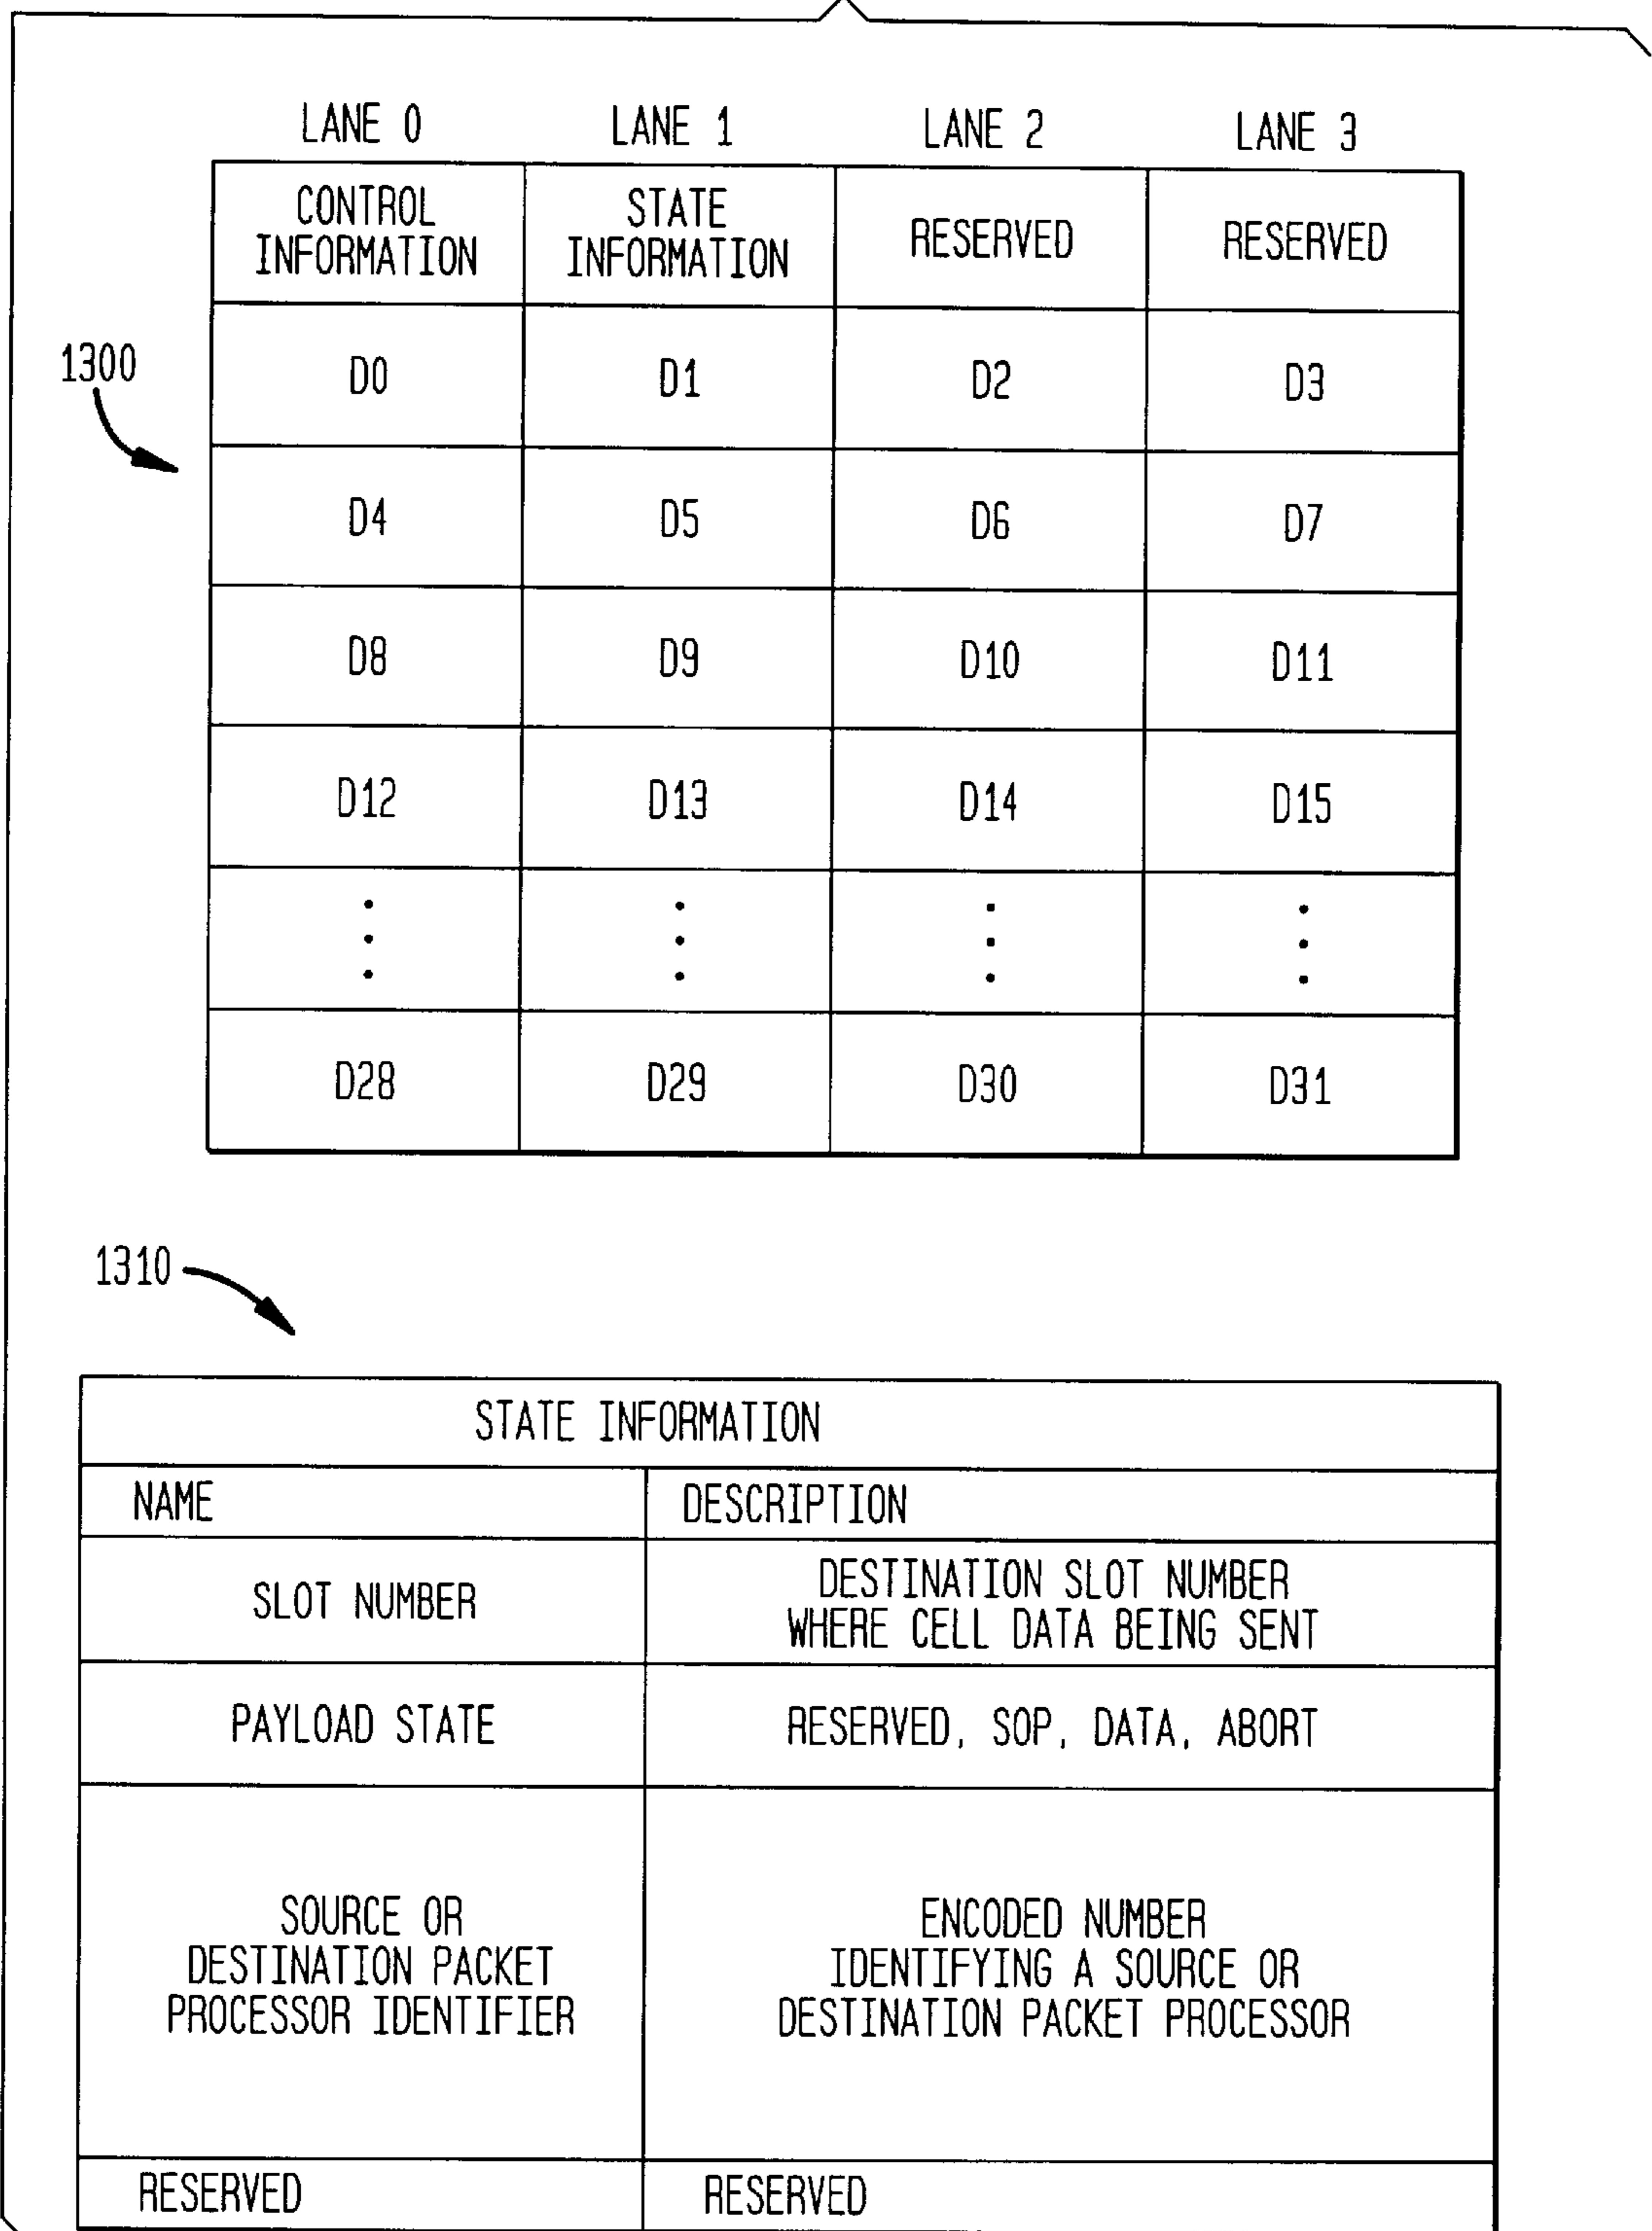 LANE 0 LANE 1 LANE 2 LANE 3
CONTROL INFORMATION STATE INFORMATION RESERVED RESERVED
1300
D0 D1 D2 D3
D4 D5 D6 D7
D8 D9 D10 D11
D12 D13 D14 D15
D28 D29 D30 D31
1310
STATE INFORMATION
NAME DESCRIPTION
SLOT NUMBER
DESTINATION SLOT NUMBER
WHERE CELL DATA BEING SENT
PAYLOAD STATE
RESERVED, SOP, DATA, ABORT
SOURCE OR
DESTINATION PACKET
PROCESSOR IDENTIFIER
ENCODED NUMBER
IDENTIFYING A SOURCE OR
DESTINATION PACKET PROCESSOR
RESERVED RESERVED